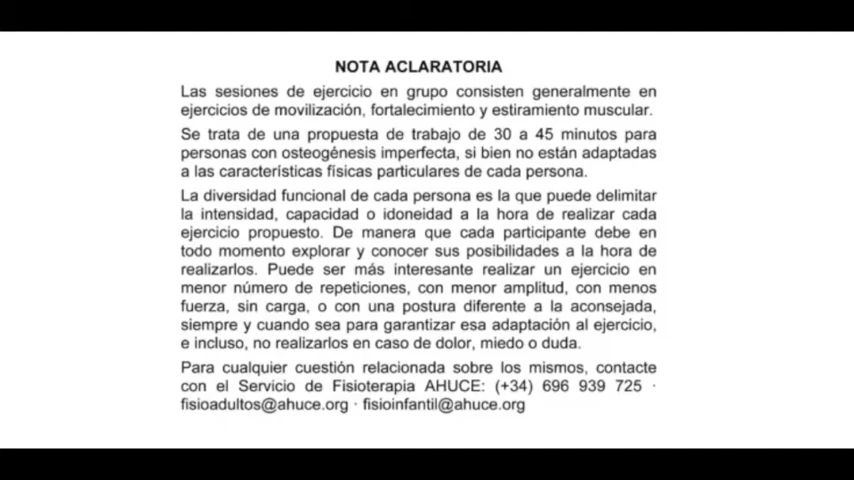 NOTA ACLARATORIA
Las sesiones de ejercicio en grupo consisten generalmente en
ejercicios de movilización, fortalecimiento y estiramiento muscular.
Se trata de una propuesta de trabajo de 30 a 45 minutos para
personas con osteogénesis imperfecta, si bien no están adaptadas
a las características físicas particulares de cada persona.
La diversidad funcional de cada persona es la que puede delimitar
la intensidad, capacidad o idoneidad a la hora de realizar cada
ejercicio propuesto. De manera que cada participante debe en
todo momento explorar y conocer sus posibilidades a la hora de
realizarlos. Puede ser más interesante realizar un ejercicio en
menor número de repeticiones, con menor amplitud, con menos
fuerza, sin carga, o con una postura diferente a la aconsejada,
siempre y cuando sea para garantizar esa adaptación al ejercicio,
e incluso, no realizarlos en caso de dolor, miedo o duda.
Para cualquier cuestión relacionada sobre los mismos, contacte
con el Servicio de Fisioterapia AHUCE: (+34) 696 939 725 ·
fisioadultos@ahuce.org · fisioinfantil@ahuce.org